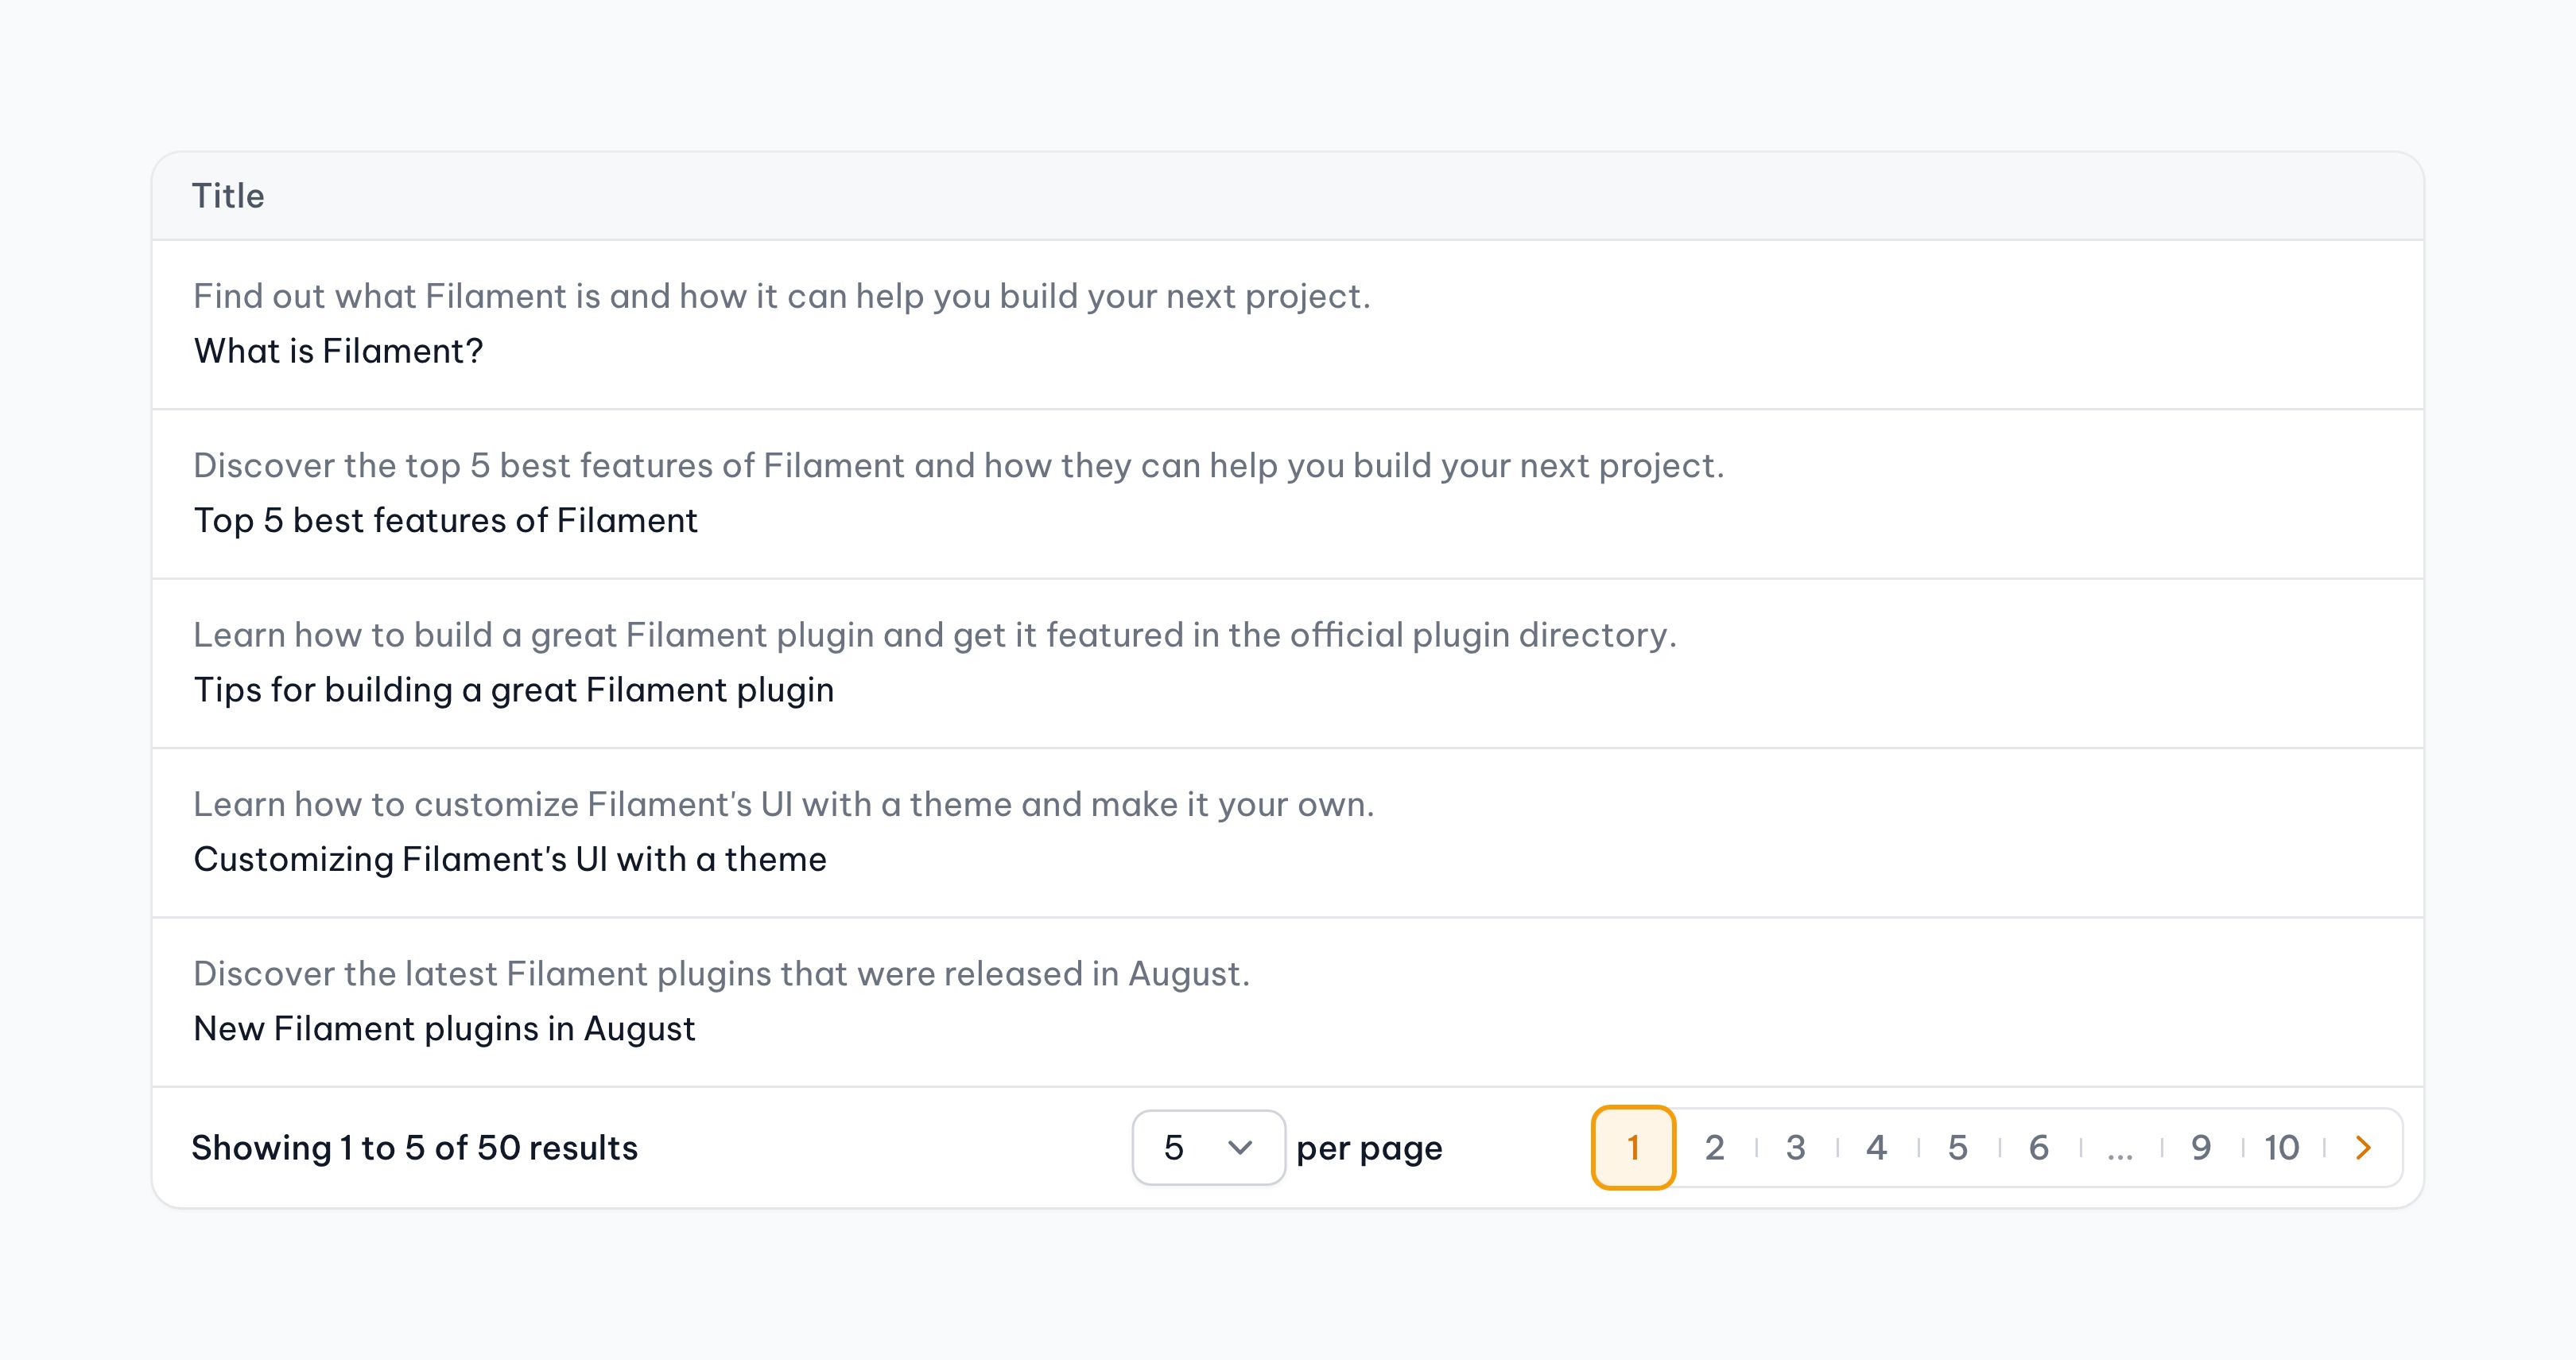 Title
Find out what Filament is and how it can help you build your next project.
What is Filament?
Discover the top 5 best features of Filament and how they can help you build your next project.
Top 5 best features of Filament
Learn how to build a great Filament plugin and get it featured in the official plugin directory.
Tips for building a great Filament plugin
Learn how to customize Filament's UI with a theme and make it your own.
Customizing Filament's UI with a theme
Discover the latest Filament plugins that were released in August.
New Filament plugins in August
Showing 1 to 5 of 50 results 5 per page 1 2 3 4 5 6 ... 9 10